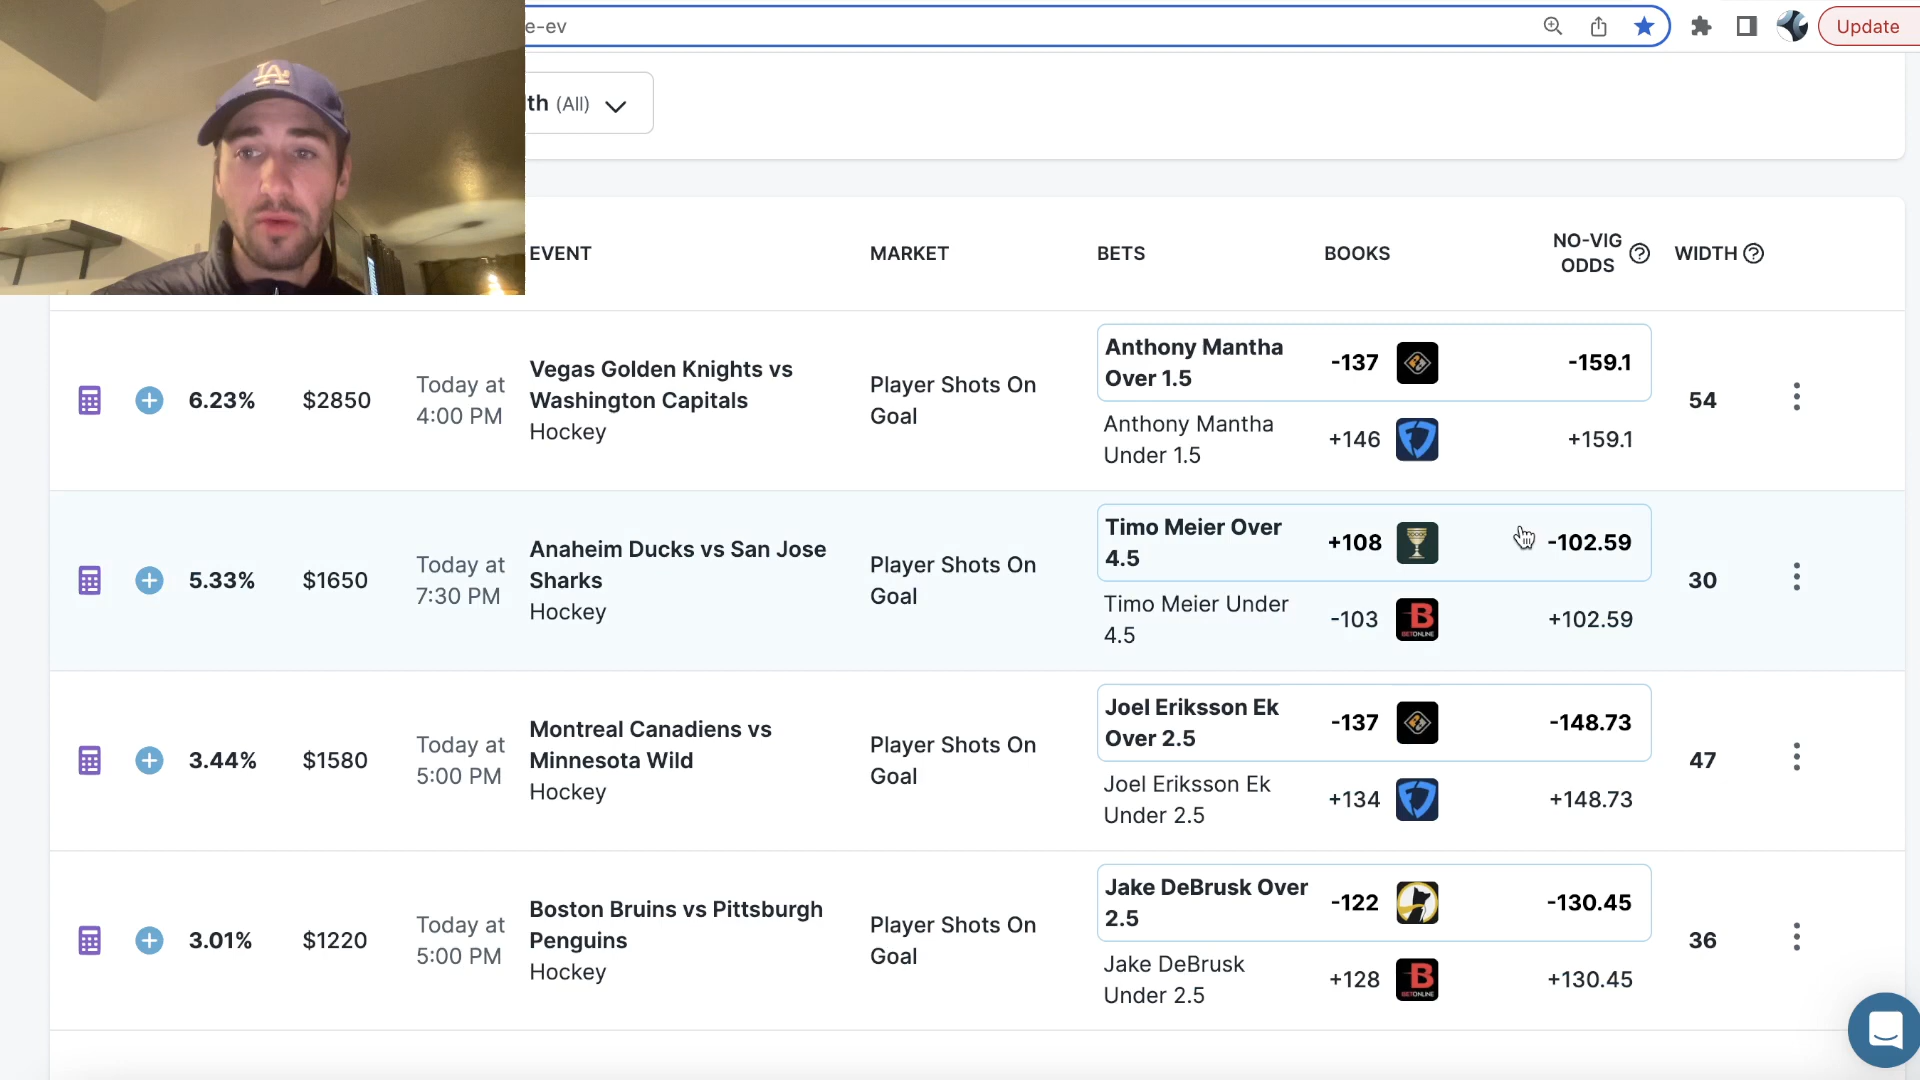 e-ev
Update
th (All)
LA
EVENT
MARKET
BETS
BOOKS
NO-VIG
ODDS
WIDTH
6.23%
$2850
Today at
4:00 PM
Vegas Golden Knights vs
Washington Capitals
Hockey
Player Shots On
Goal
Anthony Mantha
Over 1.5
-137
-159.1
Anthony Mantha
Under 1.5
+146
+159.1
54
5.33%
$1650
Today at
7:30 PM
Anaheim Ducks vs San Jose
Sharks
Hockey
Player Shots On
Goal
Timo Meier Over
4.5
+108
-102.59
Timo Meier Under
4.5
-103
B
BETONLINE
+102.59
30
3.44%
$1580
Today at
5:00 PM
Montreal Canadiens vs
Minnesota Wild
Hockey
Player Shots On
Goal
Joel Eriksson Ek
Over 2.5
-137
-148.73
Joel Eriksson Ek
Under 2.5
+134
+148.73
47
3.01%
$1220
Today at
5:00 PM
Boston Bruins vs Pittsburgh
Penguins
Hockey
Player Shots On
Goal
Jake DeBrusk Over
2.5
-122
-130.45
Jake DeBrusk
Under 2.5
+128
B
BETONLINE
+130.45
36